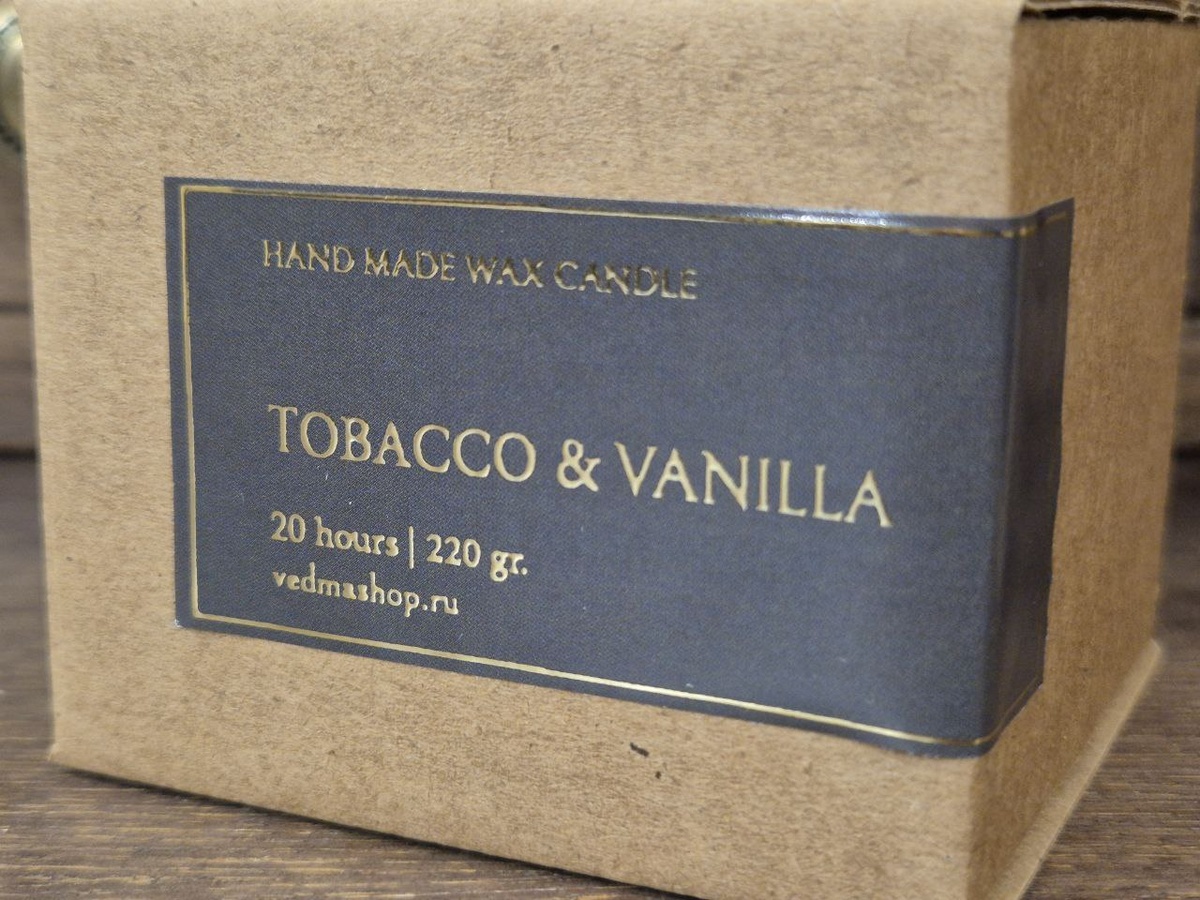 HAND MADE WAX CANDLE
TOBACCO & VANILLA
20 hours | 220 gr.
vedmashop.ru